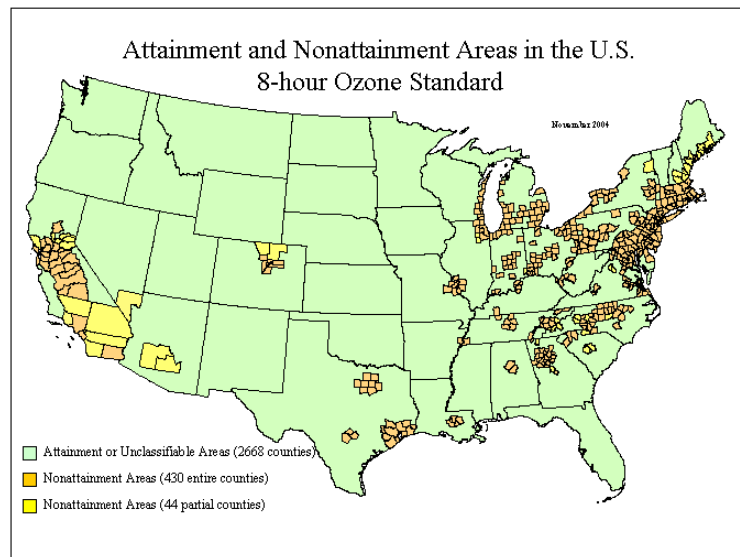 Attainment and Nonattainment Areas in the U.S.
8-hour Ozone Standard
November 2004
Attainment or Unclassifiable Areas (2668 counties)
Nonattainment Areas (430 entire counties)
Nonattainment Areas (44 partial counties)